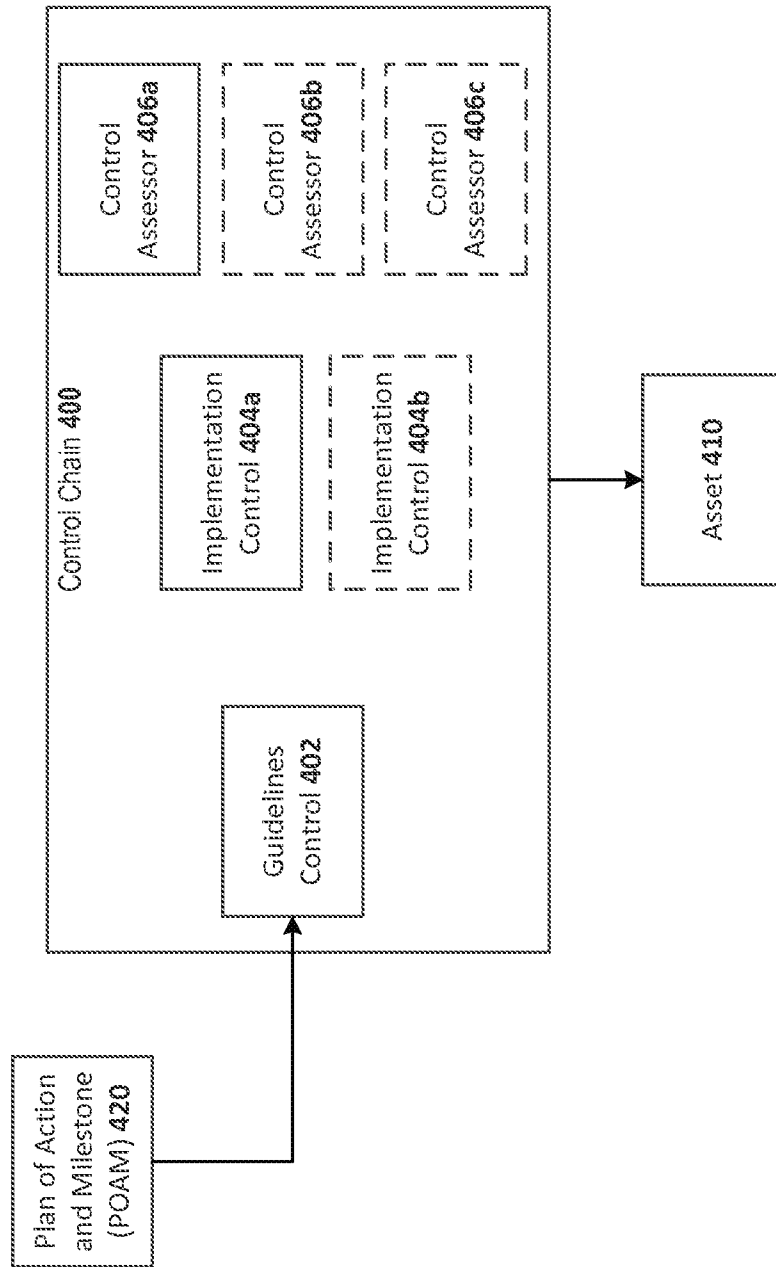 Plan of Action
and Milestone
(POAM) 420
Control Chain 400
Guidelines
Control 402
Implementation
Control 404a
Implementation
Control 404b
Control
Assessor 406a
Control
Assessor 406b
Control
Assessor 406c
Asset 410